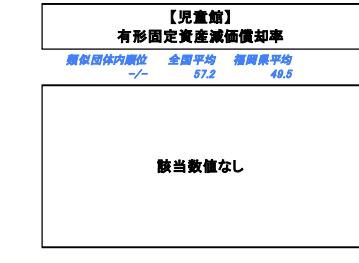 【児童館】
有形固定資産減価償却率
類似団体内順位 全国平均 福岡県平均
-/- 57.2 49.5
該当数値なし